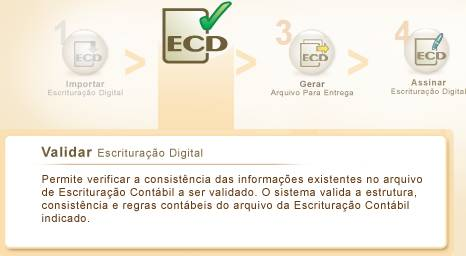 1
ECD
Importar
Escrituração Digital
>
ECD
>
3
ECD
Gerar
Arquivo Para Entrega
>
4
ECD
Assinar
Escrituração Digital
Validar Escrituração Digital
Permite verificar a consistência das informações existentes no arquivo
de Escrituração Contábil a ser validado. O sistema valida a estrutura,
consistência e regras contábeis do arquivo da Escrituração Contábil
indicado.